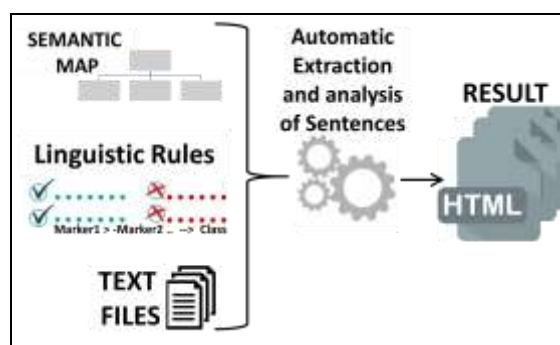 SEMANTIC
MAP
Linguistic Rules
Marker1 > -Marker2 .. --> Class
TEXT
FILES
Automatic
Extraction
and analysis
of Sentences
RESULT
HTML